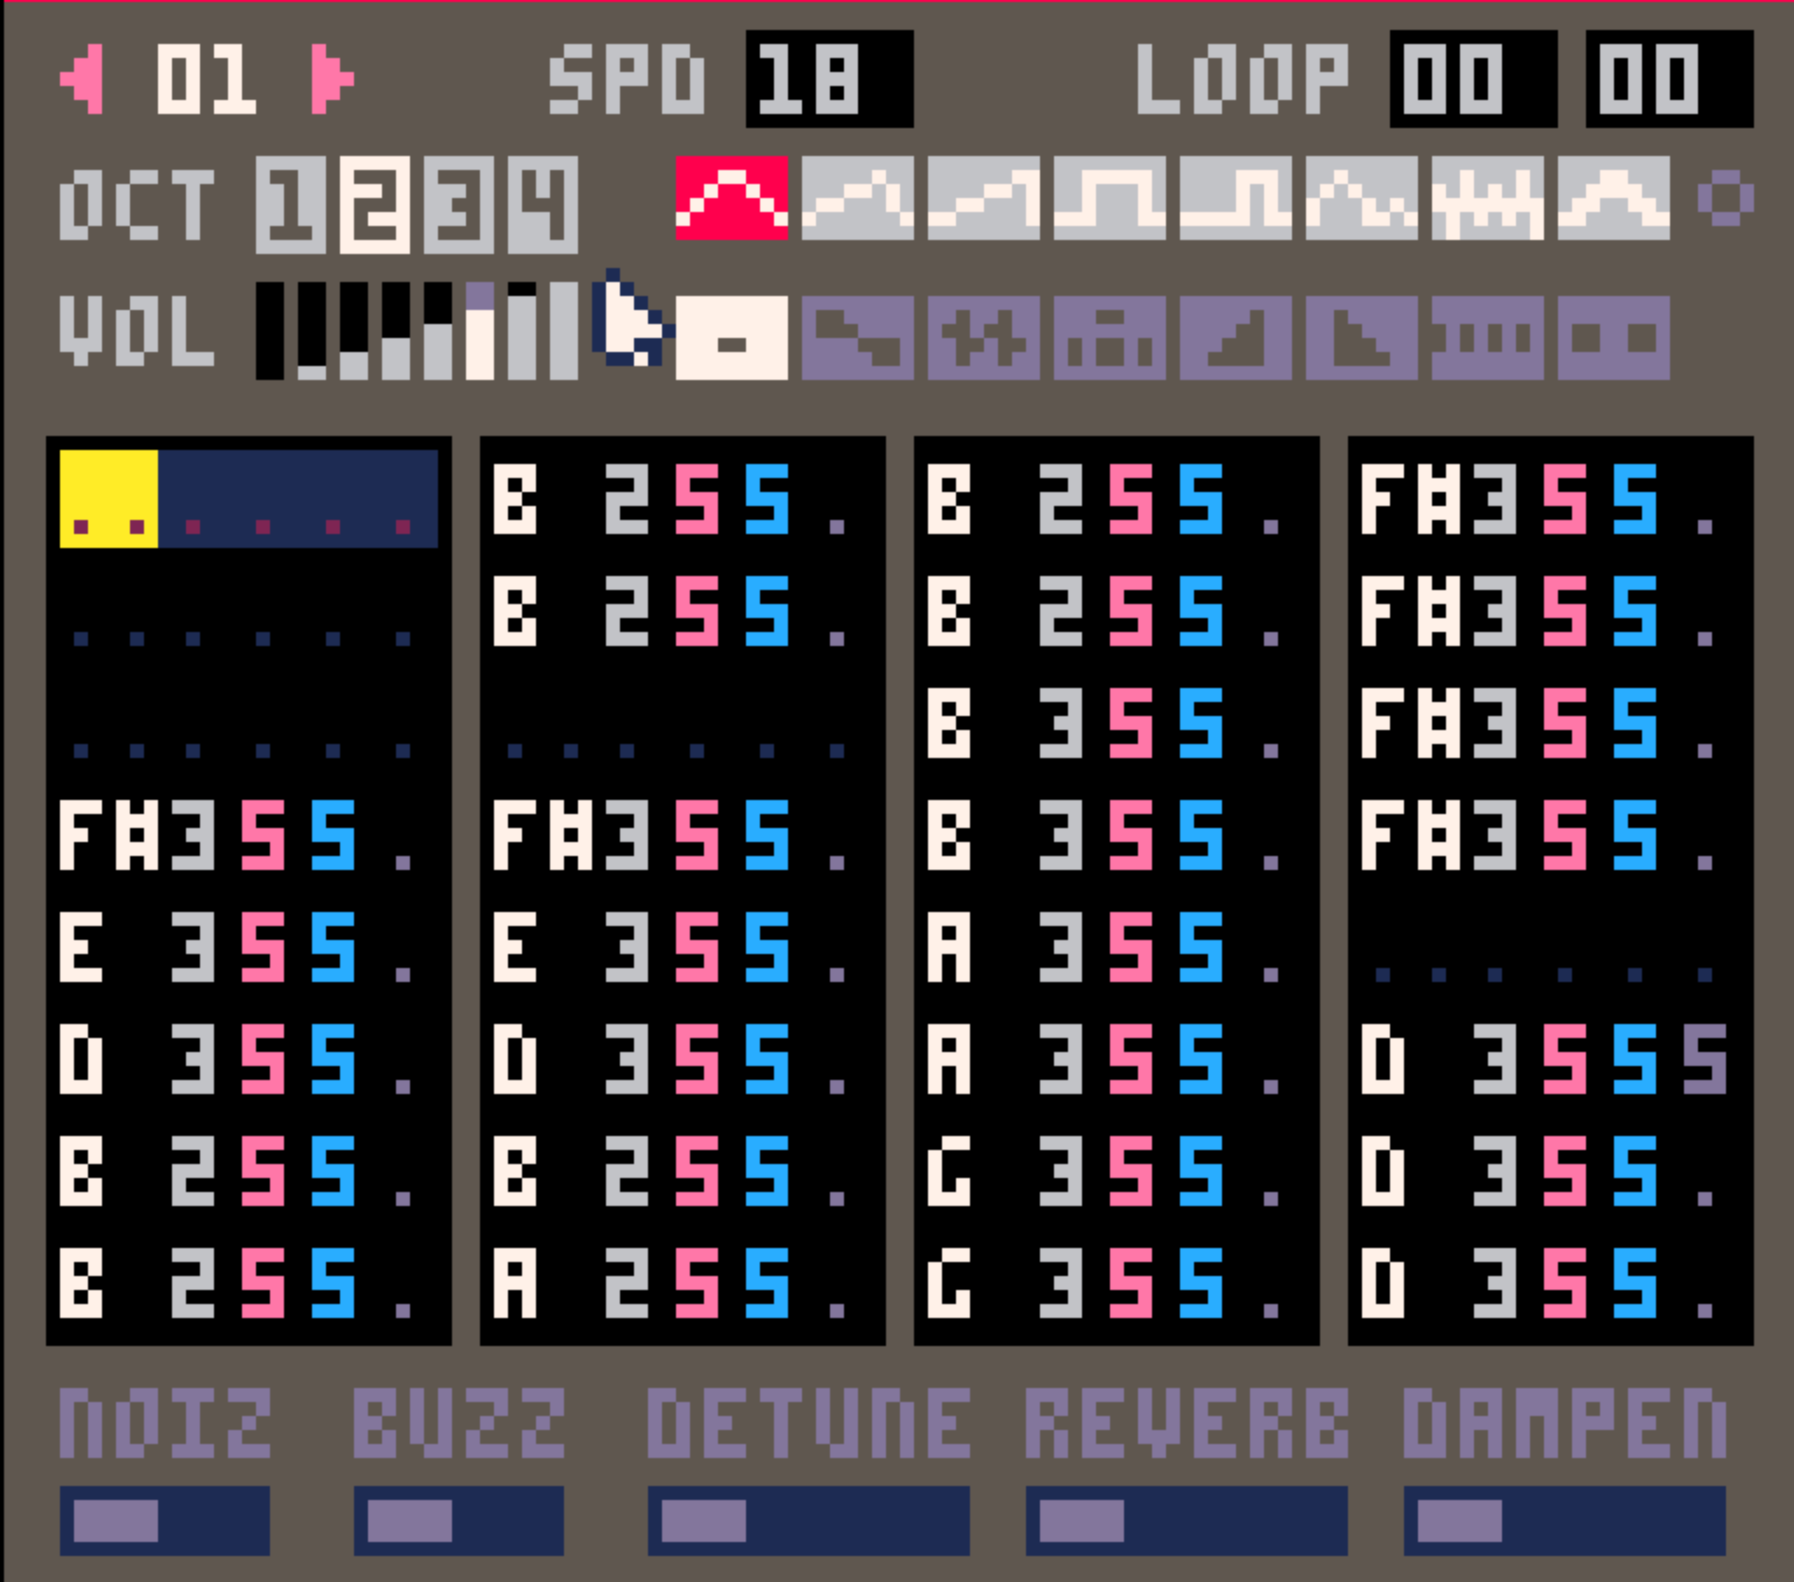 01 SPD 18 LOOP 00 00
OCT 1 2 3 4
VOL
. . . . . .
. . . . . .
. . . . . .
F#3 5 5 .
E 3 5 5 .
D 3 5 5 .
B 2 5 5 .
B 2 5 5 .
B 2 5 5 .
B 2 5 5 .
. . . . . .
F#3 5 5 .
E 3 5 5 .
D 3 5 5 .
B 2 5 5 .
A 2 5 5 .
B 2 5 5 .
B 2 5 5 .
B 3 5 5 .
B 3 5 5 .
A 3 5 5 .
A 3 5 5 .
G 3 5 5 .
G 3 5 5 .
F#3 5 5 .
F#3 5 5 .
F#3 5 5 .
F#3 5 5 .
. . . . . .
D 3 5 5 5
D 3 5 5 .
D 3 5 5 .
NOIZ BUZZ DETUNE REVERB DAMPEN